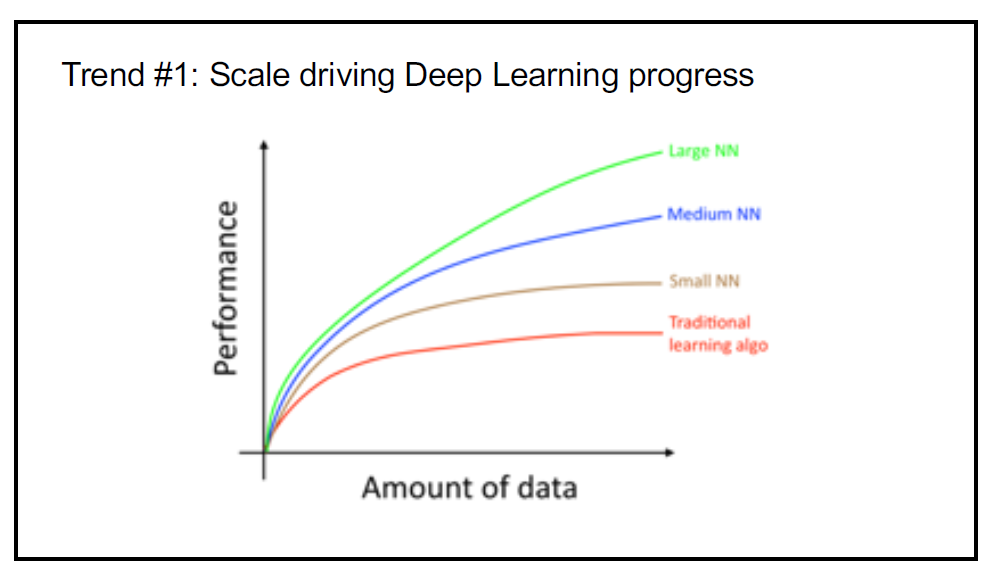 Trend #1: Scale driving Deep Learning progress
Large NN
Medium NN
Small NN
Traditional
learning algo
Performance
Amount of data